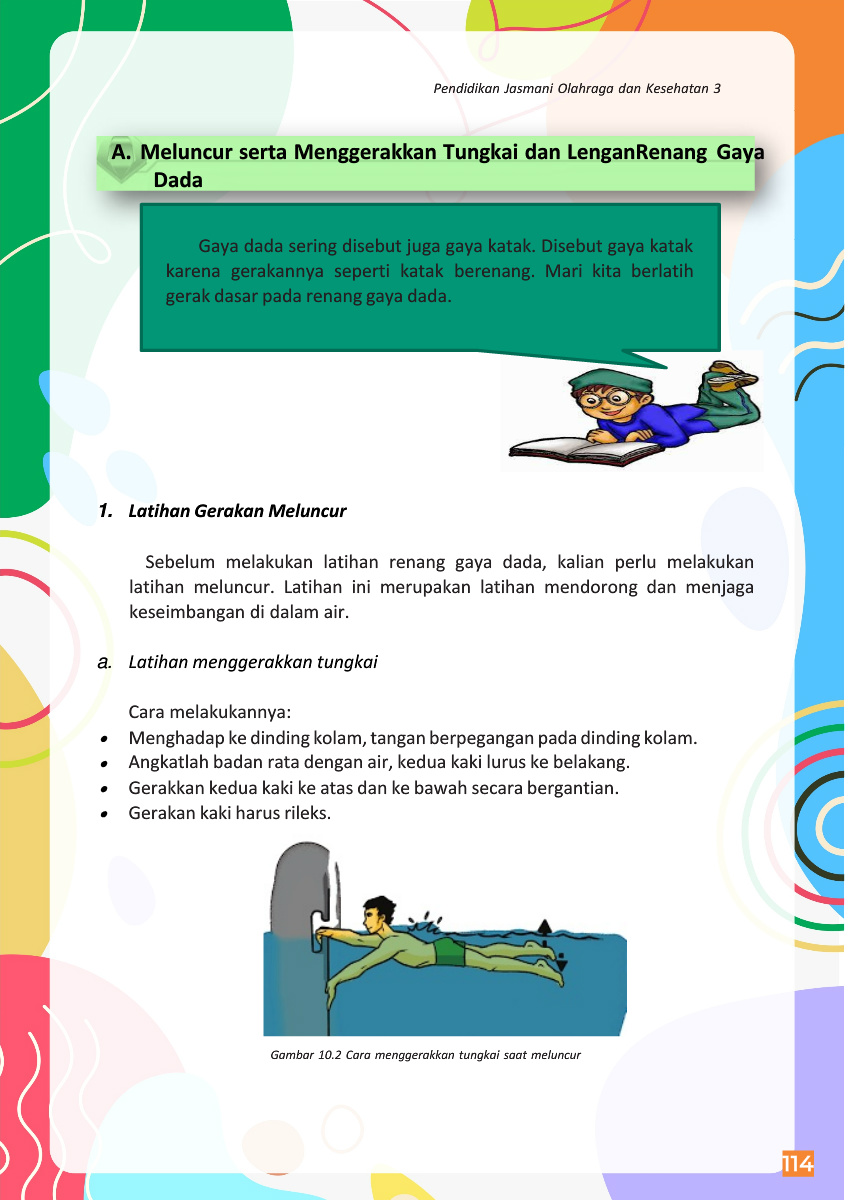 Pendidikan Jasmani Olahraga dan Kesehatan 3
A. Meluncur serta Menggerakkan Tungkai dan LenganRenang Gaya
Dada
Gaya dada sering disebut juga gaya katak. Disebut gaya katak
karena gerakannya seperti katak berenang. Mari kita berlatih
gerak dasar pada renang gaya dada.
1. Latihan Gerakan Meluncur
Sebelum melakukan latihan renang gaya dada, kalian perlu melakukan
latihan meluncur. Latihan ini merupakan latihan mendorong dan menjaga
keseimbangan di dalam air.
a. Latihan menggerakkan tungkai
Cara melakukannya:
• Menghadap ke dinding kolam, tangan berpegangan pada dinding kolam.
• Angkatlah badan rata dengan air, kedua kaki lurus ke belakang.
• Gerakkan kedua kaki ke atas dan ke bawah secara bergantian.
• Gerakan kaki harus rileks.
Gambar 10.2 Cara menggerakkan tungkai saat meluncur
114